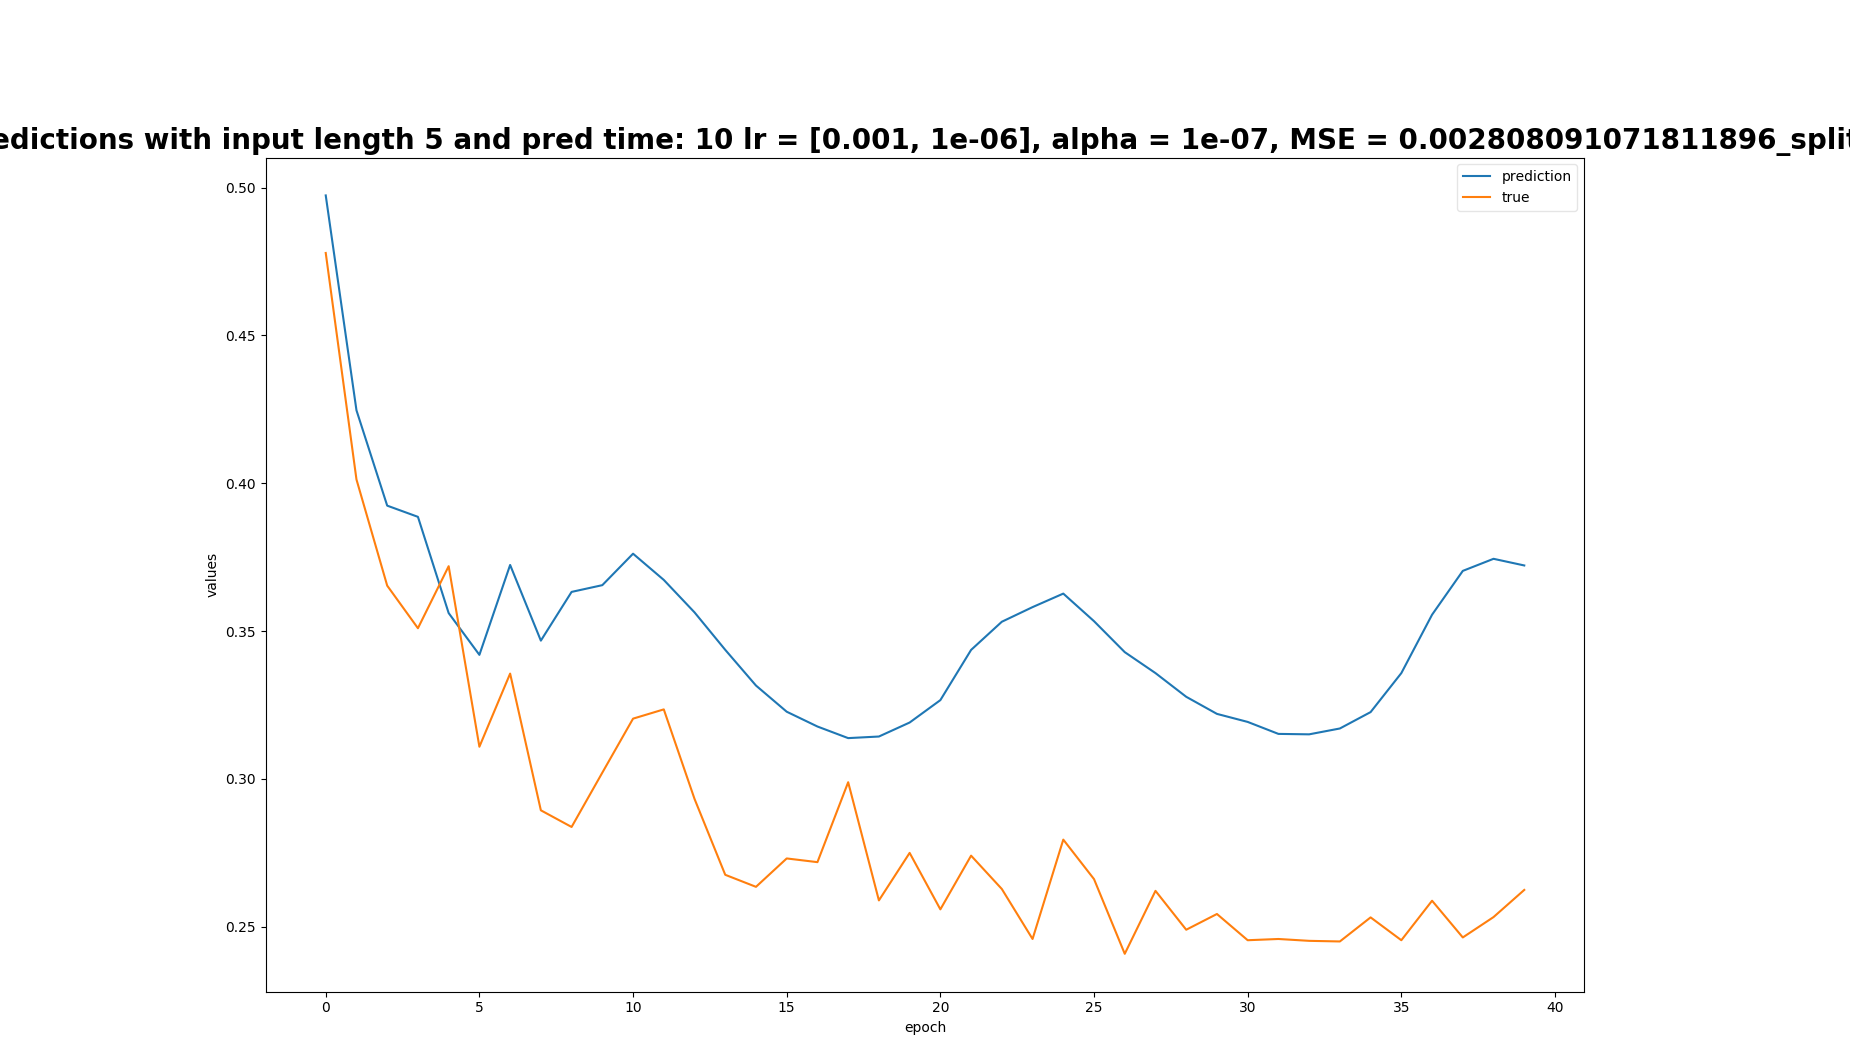 edictions with input length 5 and pred time: 10 lr = [0.001, 1e-06], alpha = 1e-07, MSE = 0.002808091071811896_split
prediction
true
0.50
0.45
0.40
0.35
0.30
0.25
values
0 5 10 15 20 25 30 35 40
epoch